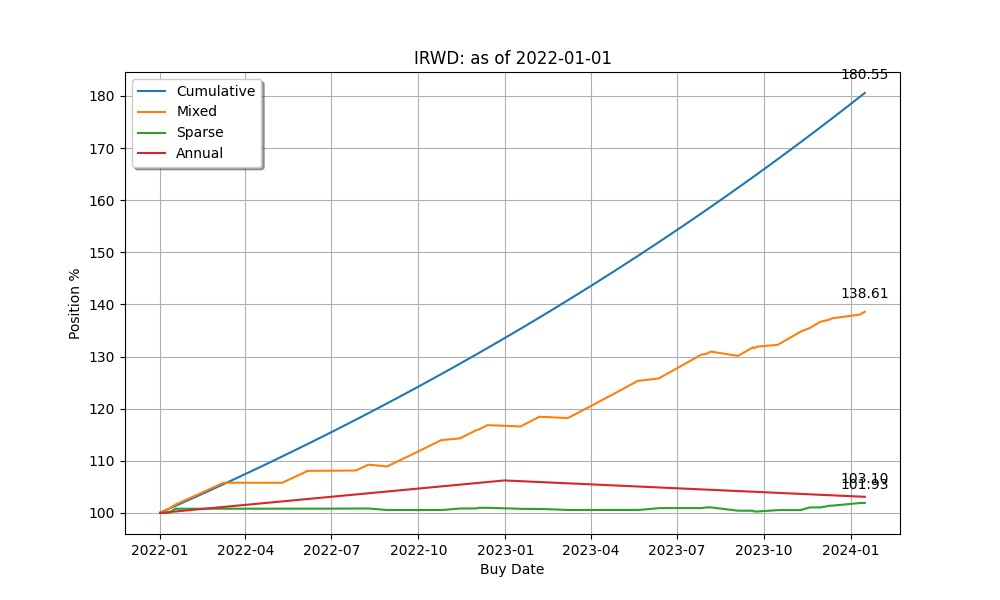 IRWD: as of 2022-01-01
Cumulative
Mixed
Sparse
Annual
180.55
138.61
103.10
101.93
Position %
180
170
160
150
140
130
120
110
100
2022-01 2022-04 2022-07 2022-10 2023-01 2023-04 2023-07 2023-10 2024-01
Buy Date